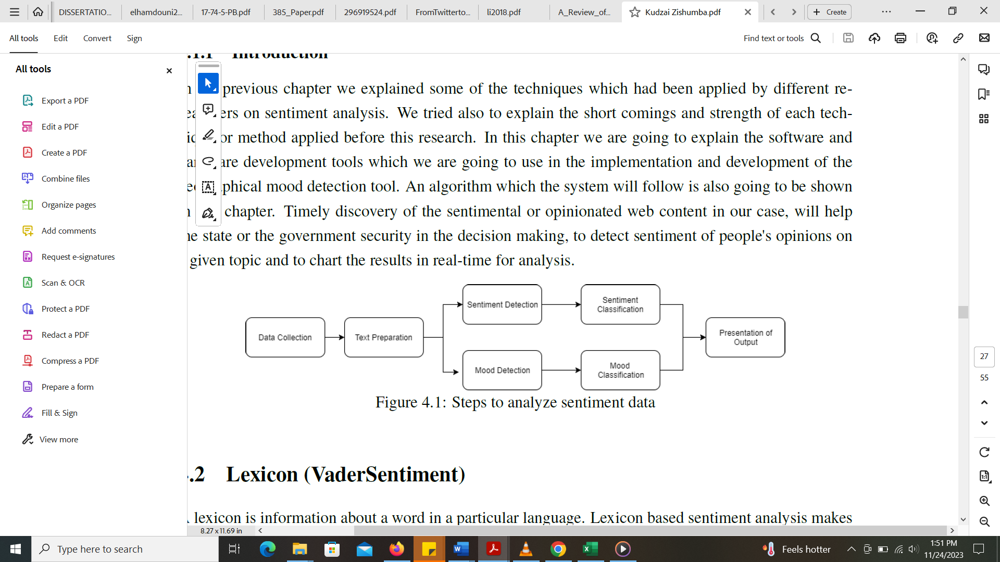 DISSERTATIO...
elhamdouni2...
17-74-5-PB.pdf
385_Paper.pdf
296919524.pdf
FromTwitterto...
li2018.pdf
A_Review_of...
Kudzai Zishumba.pdf
Create
All tools
Edit
Convert
Sign
Find text or tools
All tools
Export a PDF
Edit a PDF
Create a PDF
Combine files
Organize pages
Add comments
Request e-signatures
Scan & OCR
Protect a PDF
Redact a PDF
Compress a PDF
Prepare a form
Fill & Sign
View more
.1.1 Introduction
previous chapter we explained some of the techniques which had been applied by different re-
ers on sentiment analysis. We tried also to explain the short comings and strength of each tech-
or method applied before this research. In this chapter we are going to explain the software and
are development tools which we are going to use in the implementation and development of the
phical mood detection tool. An algorithm which the system will follow is also going to be shown
chapter. Timely discovery of the sentimental or opinionated web content in our case, will help
he state or the government security in the decision making, to detect sentiment of people's opinions on
given topic and to chart the results in real-time for analysis.
Data Collection
Text Preparation
Sentiment Detection
Sentiment
Classification
Mood Detection
Mood
Classification
Presentation of
Output
Figure 4.1: Steps to analyze sentiment data
.2 Lexicon (VaderSentiment)
A lexicon is information about a word in a particular language. Lexicon based sentiment analysis makes
8.27 x 11.69 in
27
55
1:1
Type here to search
Feels hotter
1:51 PM
11/24/2023